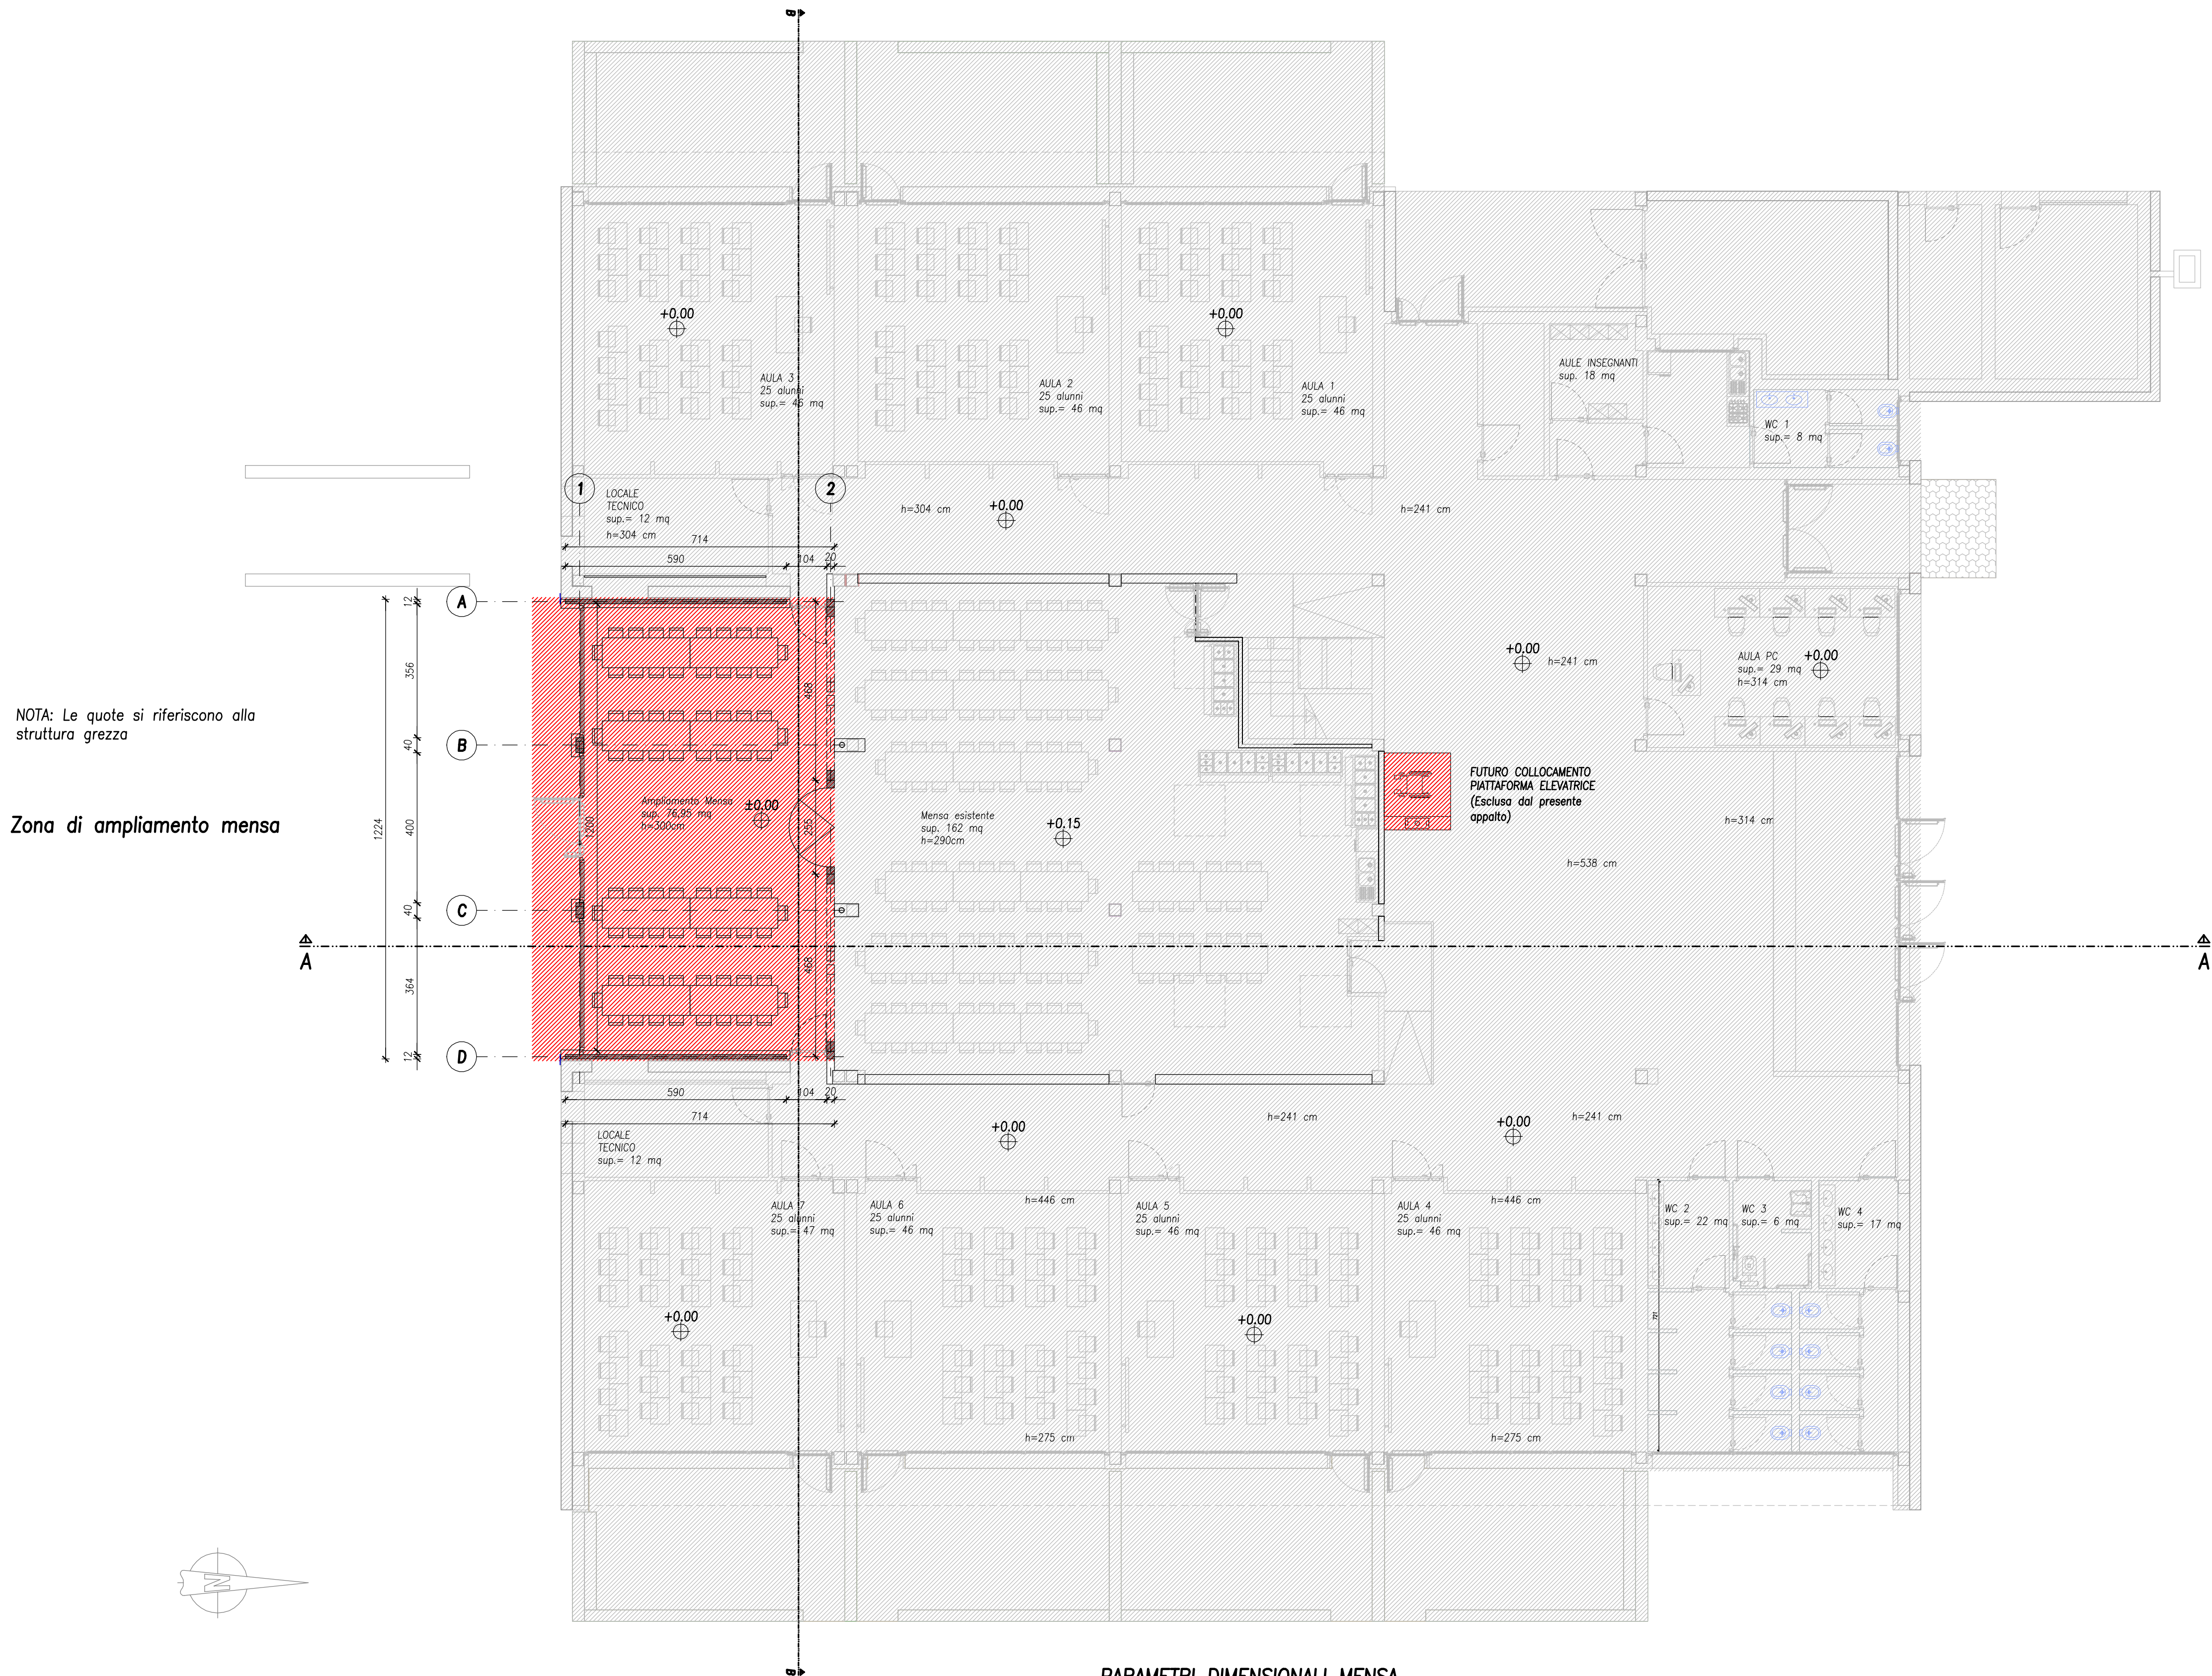 B
+0.00
+0.00
AULA 3
25 alunni
sup.= 46 mq
AULA 2
25 alunni
sup.= 46 mq
AULA 1
25 alunni
sup.= 46 mq
AULE INSEGNANTI
sup. 18 mq
WC 1
sup.= 8 mq
1
2
LOCALE
TECNICO
sup.= 12 mq
h=304 cm
h=304 cm
+0.00
h=241 cm
714
590
104
20
A
B
C
D
12
356
40
400
40
364
12
1224
1200
468
255
468
NOTA: Le quote si riferiscono alla
struttura grezza
Zona di ampliamento mensa
Ampliamento Mensa
sup. 76,95 mq
h=300cm
±0.00
Mensa esistente
sup. 162 mq
h=290cm
+0.15
+0.00
h=241 cm
AULA PC
sup.= 29 mq
h=314 cm
+0.00
FUTURO COLLOCAMENTO
PIATTAFORMA ELEVATRICE
(Esclusa dal presente
appalto)
h=314 cm
h=538 cm
A
A
590
104
20
714
LOCALE
TECNICO
sup.= 12 mq
+0.00
h=241 cm
+0.00
h=241 cm
AULA 7
25 alunni
sup.= 47 mq
AULA 6
25 alunni
sup.= 46 mq
h=446 cm
AULA 5
25 alunni
sup.= 46 mq
AULA 4
25 alunni
sup.= 46 mq
h=446 cm
WC 2
sup.= 22 mq
WC 3
sup.= 6 mq
WC 4
sup.= 17 mq
721
+0.00
+0.00
h=275 cm
h=275 cm
N
B
PARAMETRI DIMENSIONALI MENSA